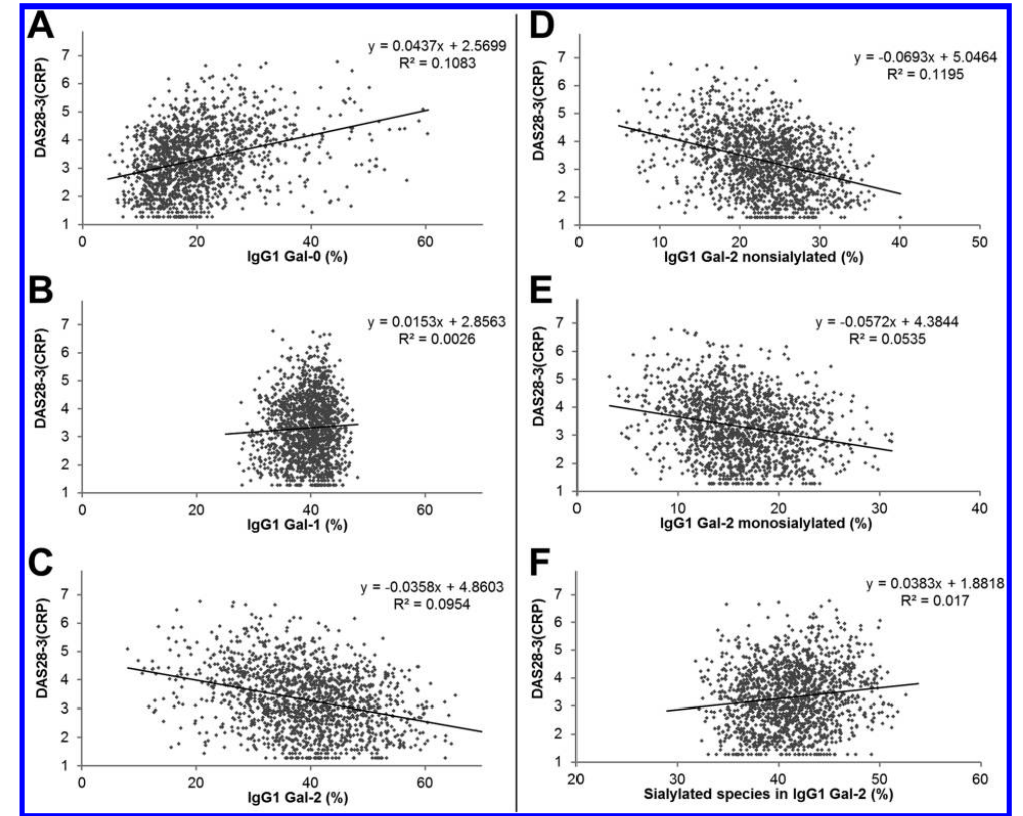 A
y = 0.0437x + 2.5699
R² = 0.1083
DAS28-3(CRP)
7
6
5
4
3
2
1
0 20 40 60
IgG1 Gal-0 (%)
B
y = 0.0153x + 2.8563
R² = 0.0026
DAS28-3(CRP)
7
6
5
4
3
2
1
0 20 40 60
IgG1 Gal-1 (%)
C
y = -0.0358x + 4.8603
R² = 0.0954
DAS28-3(CRP)
7
6
5
4
3
2
1
0 20 40 60
IgG1 Gal-2 (%)
D
y = -0.0693x + 5.0464
R² = 0.1195
DAS28-3(CRP)
7
6
5
4
3
2
1
0 10 20 30 40 50
IgG1 Gal-2 nonsialylated (%)
E
y = -0.0572x + 4.3844
R² = 0.0535
DAS28-3(CRP)
7
6
5
4
3
2
1
0 10 20 30 40
IgG1 Gal-2 monosialylated (%)
F
y = 0.0383x + 1.8818
R² = 0.017
DAS28-3(CRP)
7
6
5
4
3
2
1
20 30 40 50 60
Sialylated species in IgG1 Gal-2 (%)